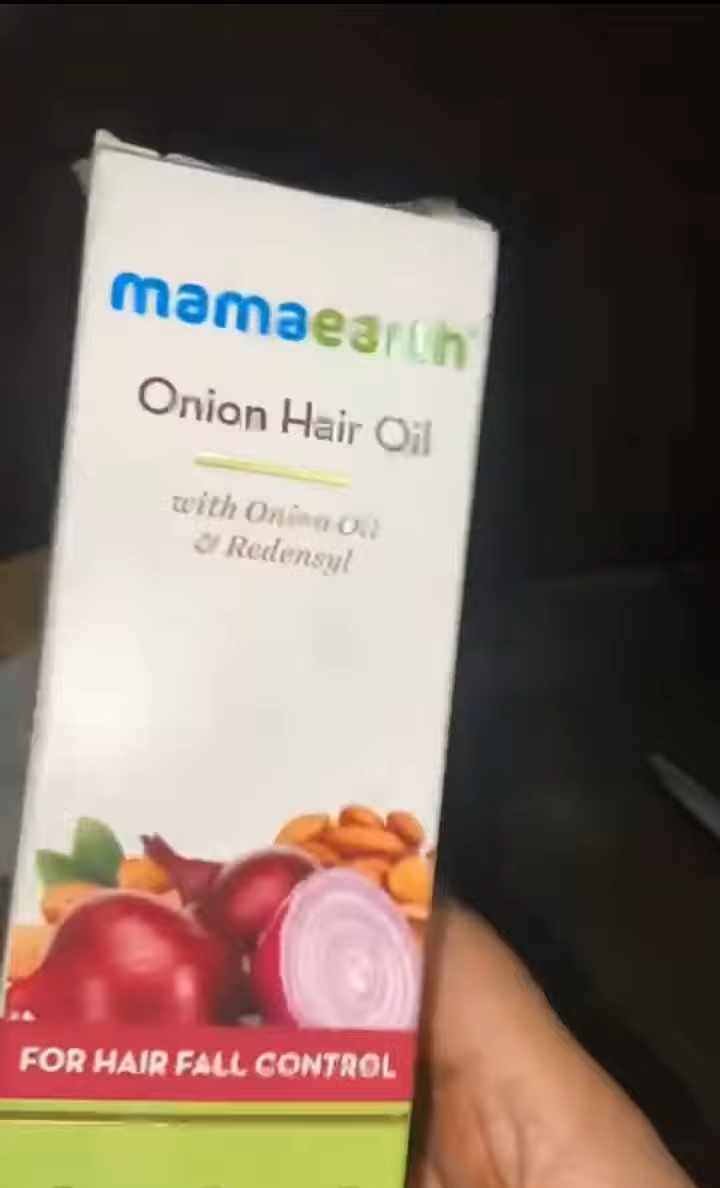 mamaearth
Onion Hair Oil
with Onion Oil
& Redensyl
FOR HAIR FALL CONTROL